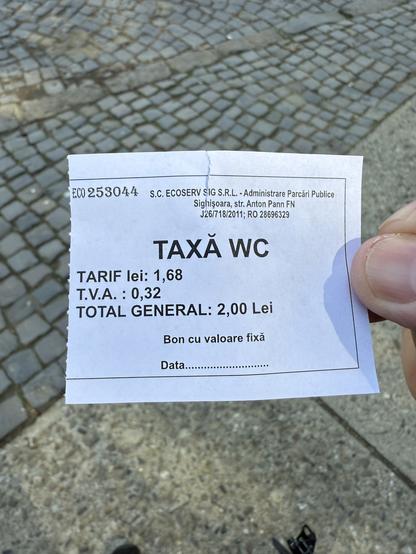 ECO 253044 S.C. ECOSERV SIG S.R.L. - Administrare Parcări Publice
Sighişoara, str. Anton Pann FN
J26/718/2011; RO 28696329
TAXĂ WC
TARIF lei: 1,68
T.V.A. : 0,32
TOTAL GENERAL: 2,00 Lei
Bon cu valoare fixă
Data............................